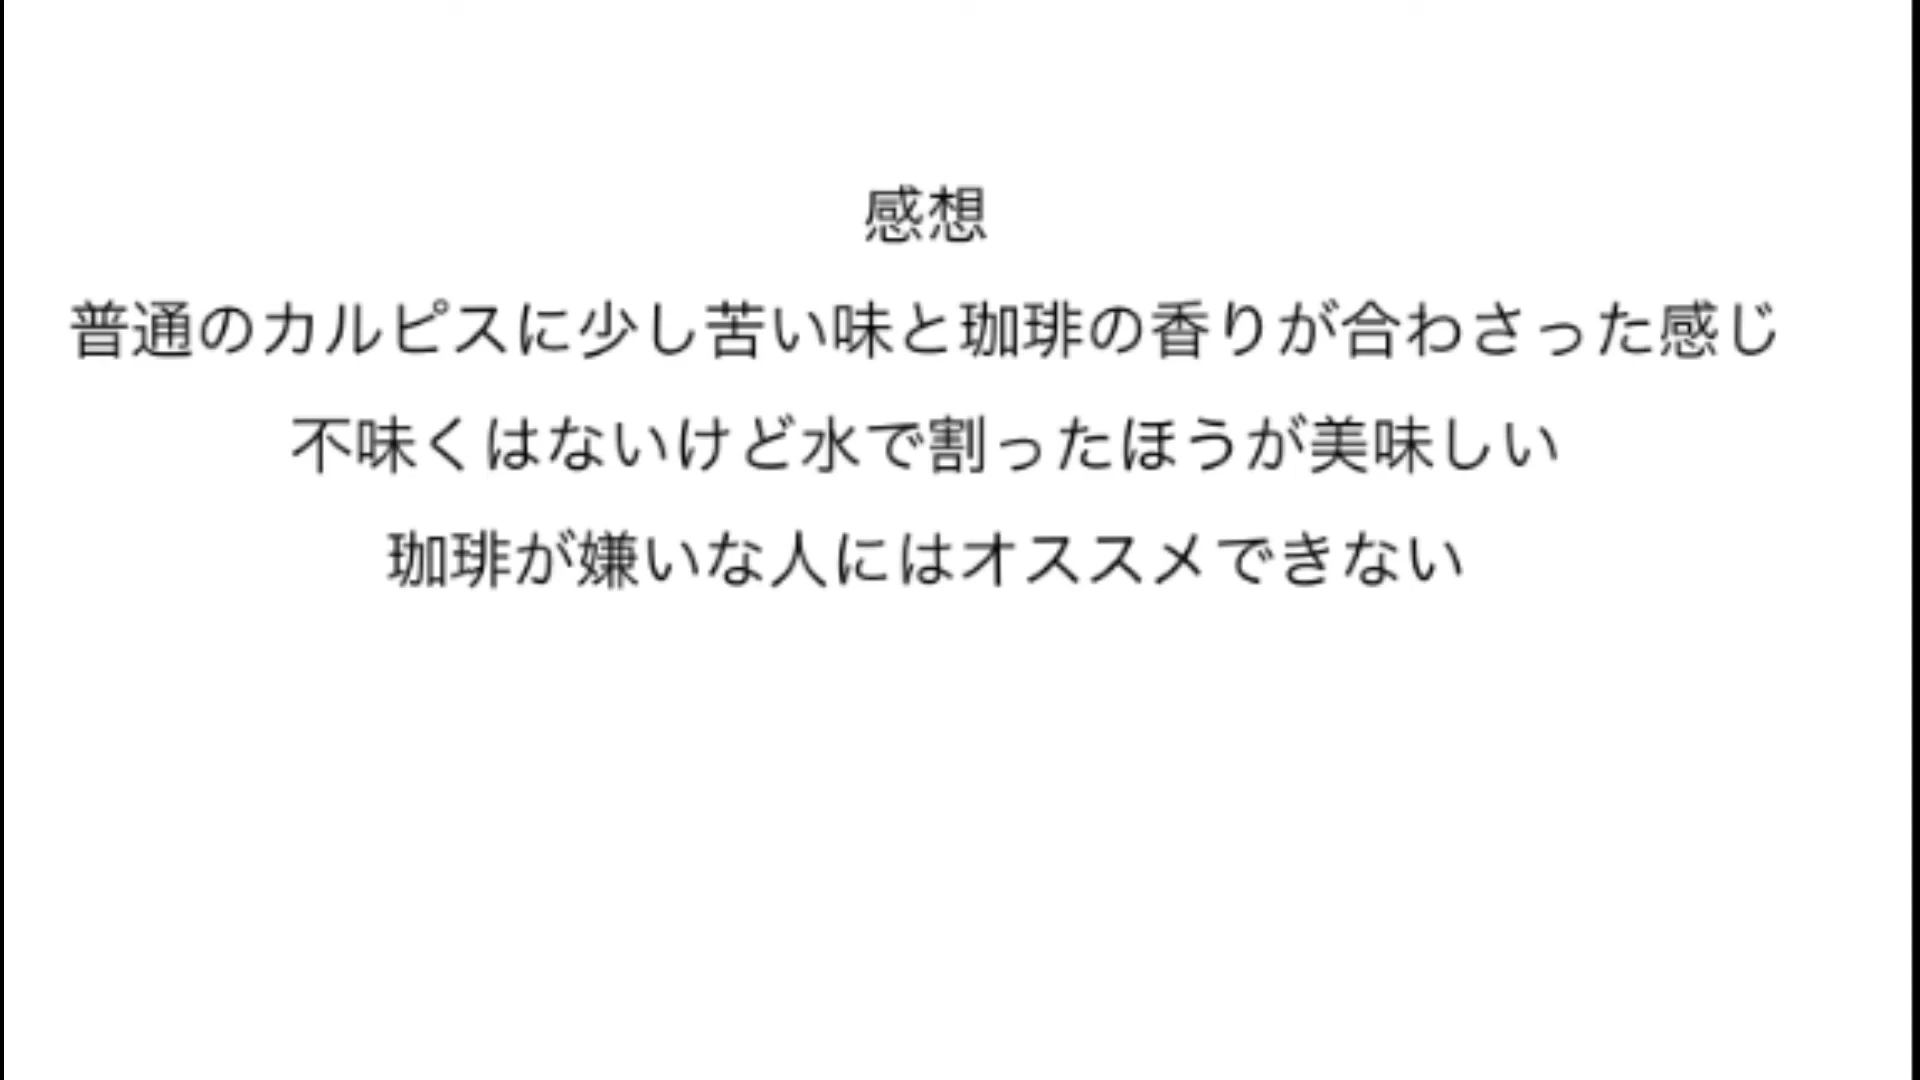 感想
普通のカルピスに少し苦い味と珈琲の香りが合わさった感じ
不味くはないけど水で割ったほうが美味しい
珈琲が嫌いな人にはオススメできない